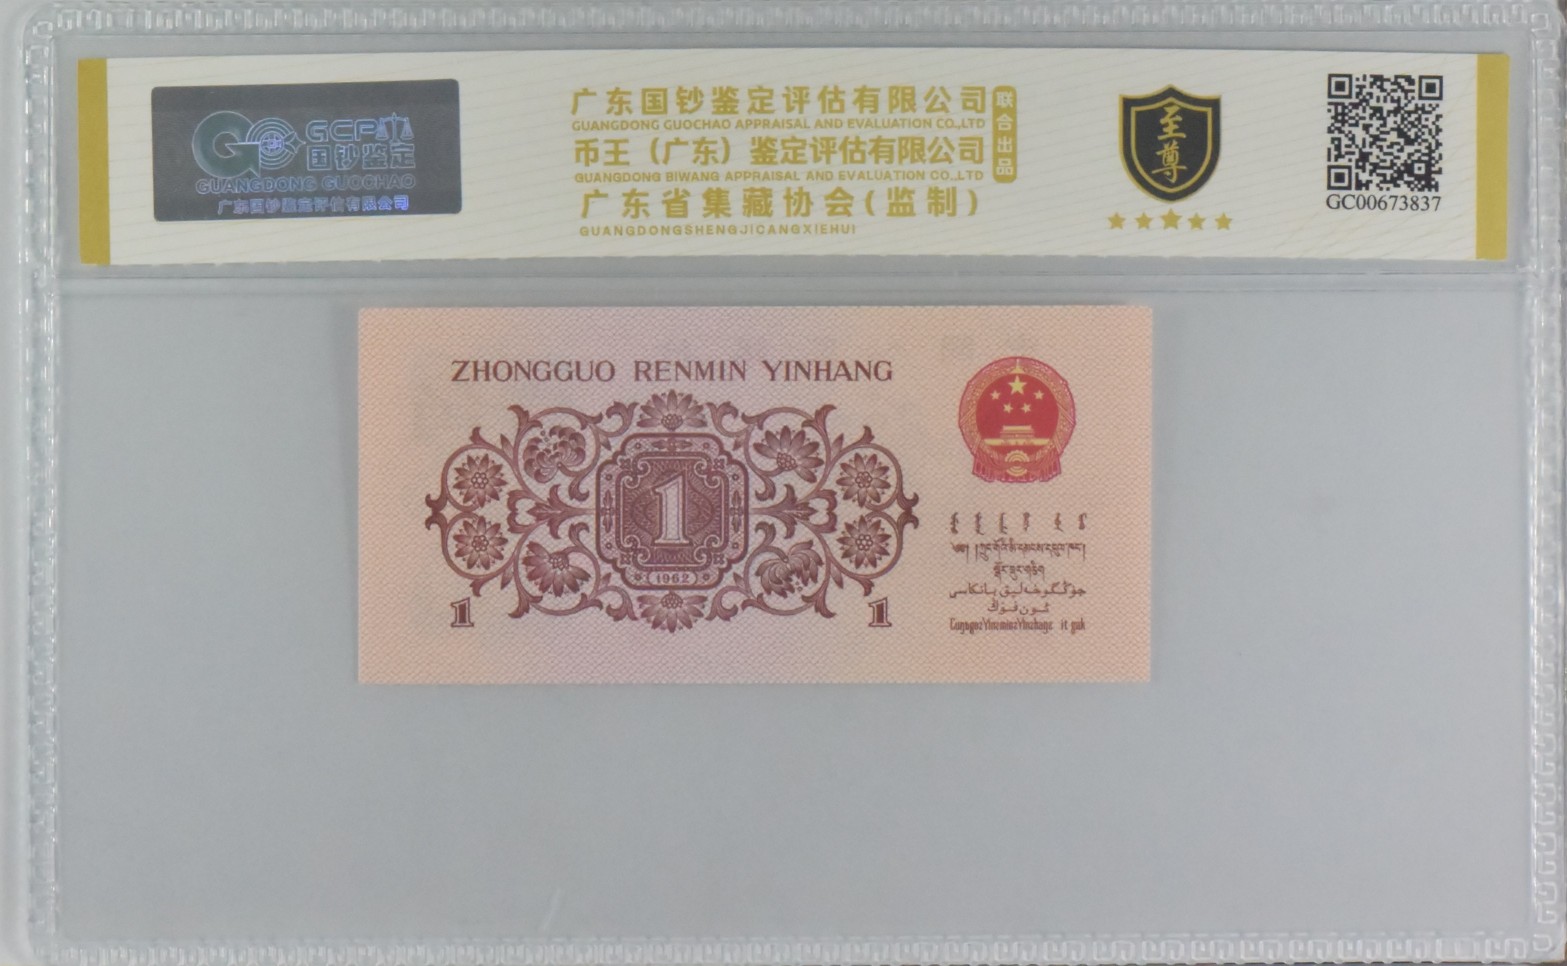 GCP
国钞鉴定
GUANGDONG GUOCHAO
广东国钞鉴定评估有限公司
广东国钞鉴定评估有限公司
GUANGDONG GUOCHAO APPRAISAL AND EVALUATION CO.,LTD
币王（广东）鉴定评估有限公司
GUANGDONG BIWANG APPRAISAL AND EVALUATION CO.,LTD
联合出品
广东省集藏协会(监制)
GUANGDONGSHENGJICANGXIEHUI
至尊
GC00673837
ZHONGGUO RENMIN YINHANG
1
(1962)
1
1